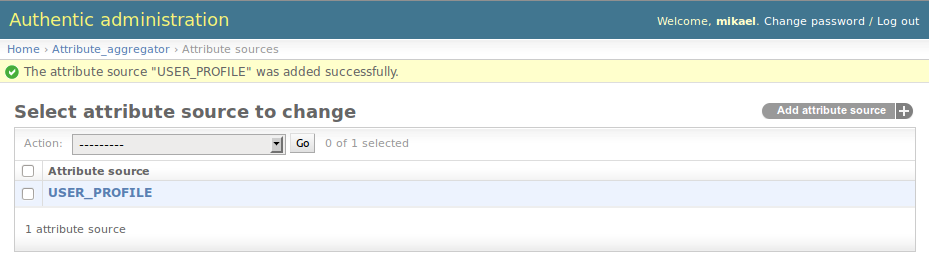 Authentic administration
Welcome, mikael. Change password / Log out
Home › Attribute_aggregator › Attribute sources
The attribute source "USER_PROFILE" was added successfully.
Select attribute source to change
Add attribute source +
Action: --------- Go 0 of 1 selected
Attribute source
USER_PROFILE
1 attribute source